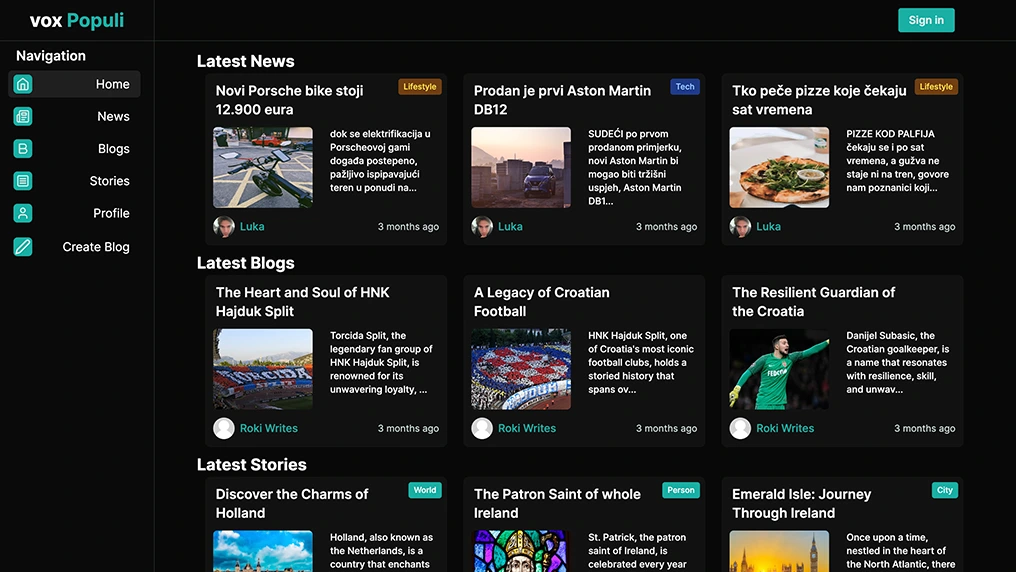 vox Populi
Sign in
Navigation
Home
News
Blogs
Stories
Profile
Create Blog
Latest News
Novi Porsche bike stoji
12.900 eura
Lifestyle
dok se elektrifikacija u
Porscheovoj gami
događa postepeno,
pažljivo ispipavajući
teren u ponudi na...
Luka
3 months ago
Prodan je prvi Aston Martin
DB12
Tech
SUDEĆI po prvom
prodanom primjerku,
novi Aston Martin bi
mogao biti tržišni
uspjeh, Aston Martin
DB1...
Luka
3 months ago
Tko peče pizze koje čekaju
sat vremena
Lifestyle
PIZZE KOD PALFIJA
čekaju se i po sat
vremena, a gužva ne
staje ni na tren, govore
nam poznanici koji...
Luka
3 months ago
Latest Blogs
The Heart and Soul of HNK
Hajduk Split
TORCIDA
Torcida Split, the
legendary fan group of
HNK Hajduk Split, is
renowned for its
unwavering loyalty, ...
Roki Writes
3 months ago
A Legacy of Croatian
Football
HNK Hajduk Split, one
of Croatia's most iconic
football clubs, holds a
storied history that
spans ov...
Roki Writes
3 months ago
The Resilient Guardian of
the Croatia
Danijel Subasic, the
Croatian goalkeeper, is
a name that resonates
with resilience, skill,
and unwav...
Roki Writes
3 months ago
Latest Stories
Discover the Charms of
Holland
World
Holland, also known as
the Netherlands, is a
country that enchants
The Patron Saint of whole
Ireland
Person
St. Patrick, the patron
saint of Ireland, is
celebrated every year
Emerald Isle: Journey
Through Ireland
City
Once upon a time,
nestled in the heart of
the North Atlantic, there